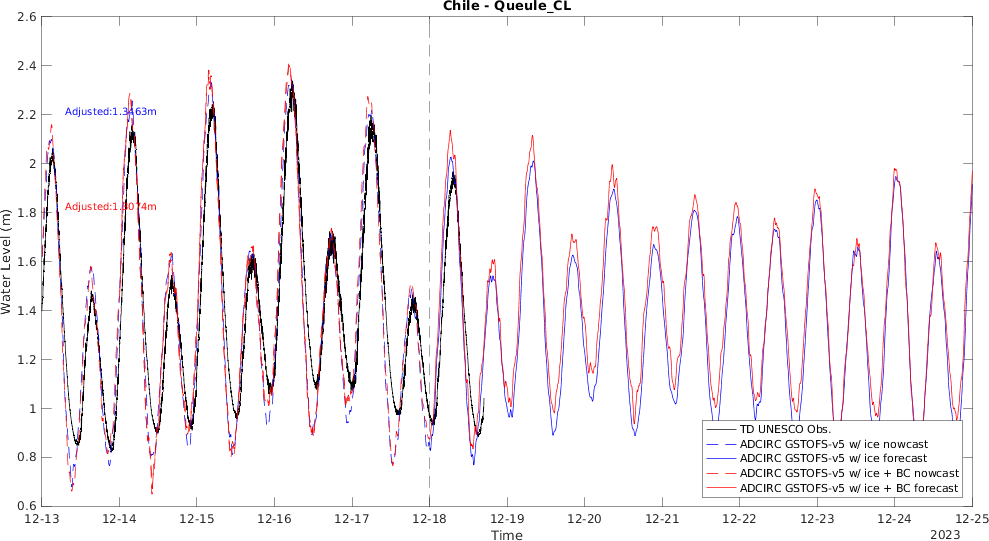 Chile - Queule_CL
2.6
2.4
2.2
2
1.8
1.6
1.4
1.2
1
0.8
0.6
Water Level (m)
Adjusted:1.3463m
Adjusted:1.4074m
TD UNESCO Obs.
ADCIRC GSTOFS-v5 w/ ice nowcast
ADCIRC GSTOFS-v5 w/ ice forecast
ADCIRC GSTOFS-v5 w/ ice + BC nowcast
ADCIRC GSTOFS-v5 w/ ice + BC forecast
12-13 12-14 12-15 12-16 12-17 12-18 12-19 12-20 12-21 12-22 12-23 12-24 12-25
Time
2023